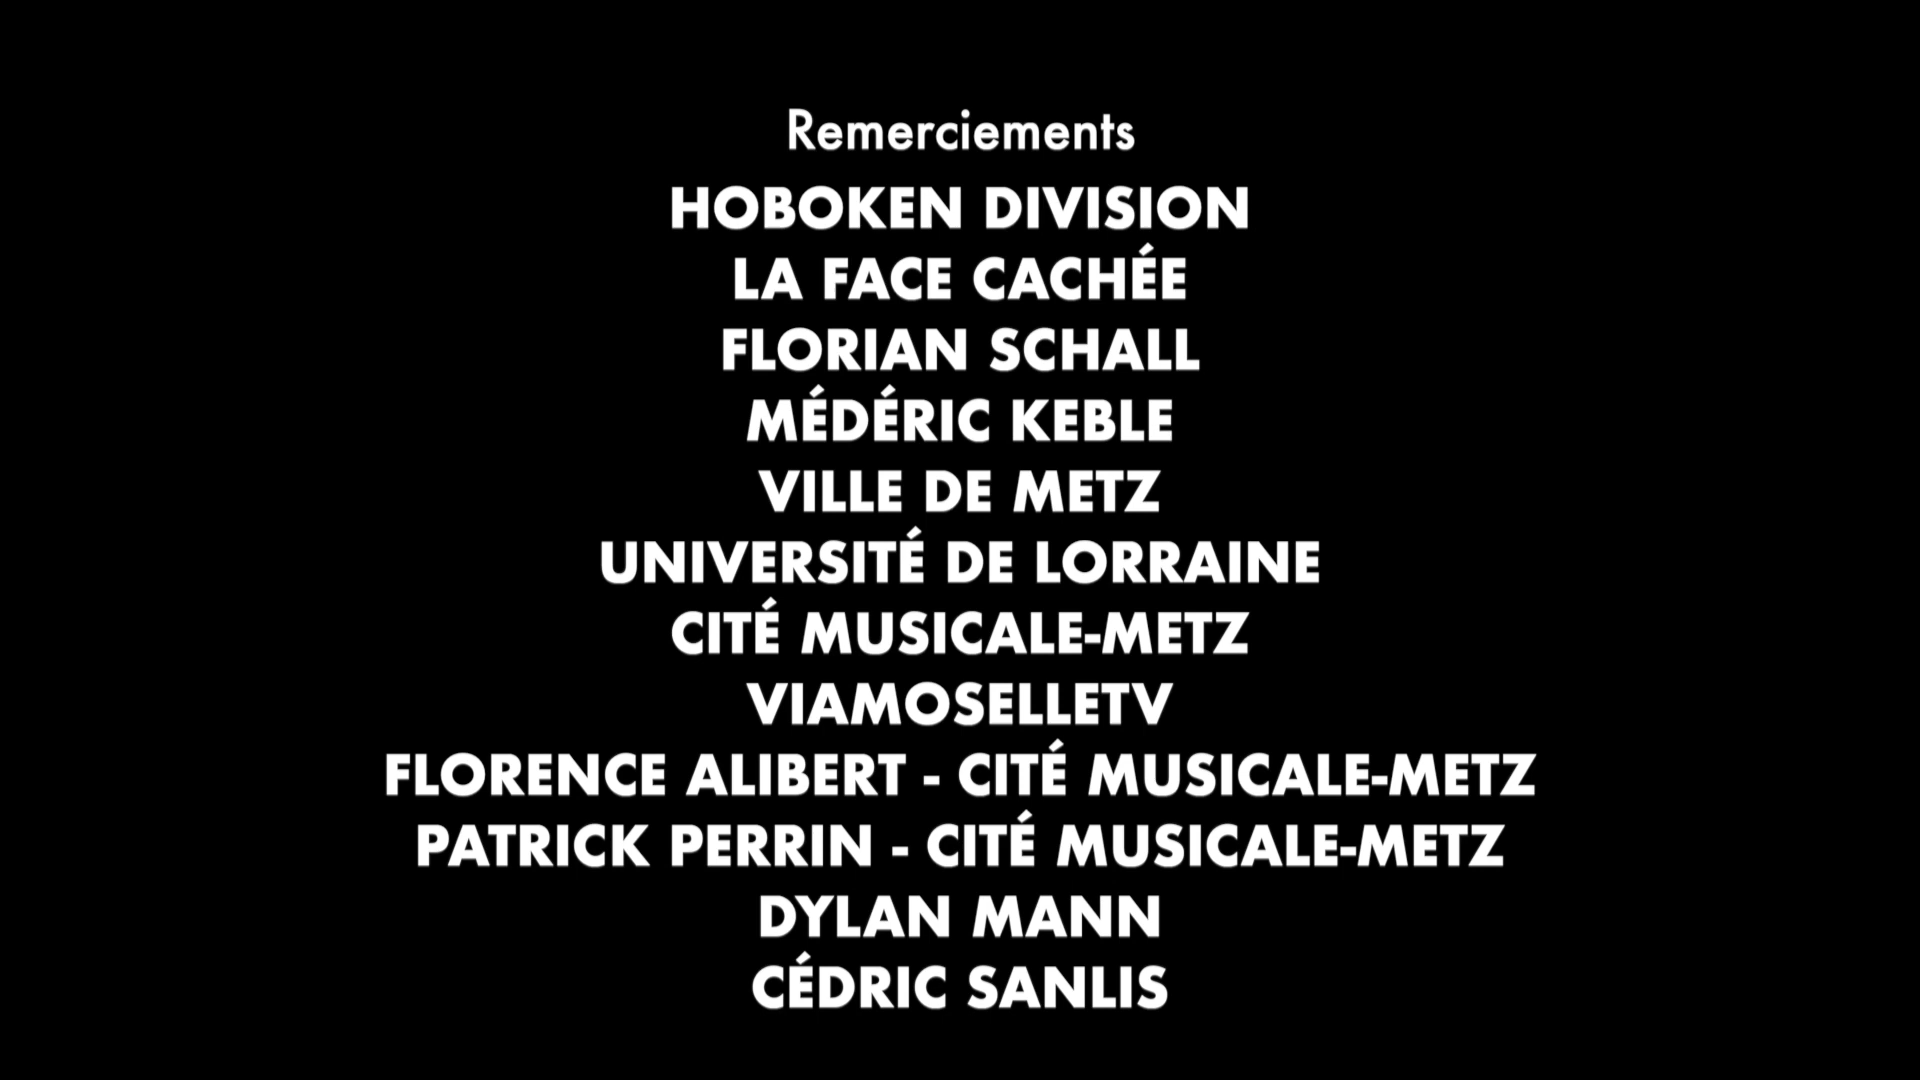 Remerciements
HOBOKEN DIVISION
LA FACE CACHÉE
FLORIAN SCHALL
MÉDÉRIC KEBLE
VILLE DE METZ
UNIVERSITÉ DE LORRAINE
CITÉ MUSICALE-METZ
VIAMOSELLETV
FLORENCE ALIBERT - CITÉ MUSICALE-METZ
PATRICK PERRIN - CITÉ MUSICALE-METZ
DYLAN MANN
CÉDRIC SANLIS